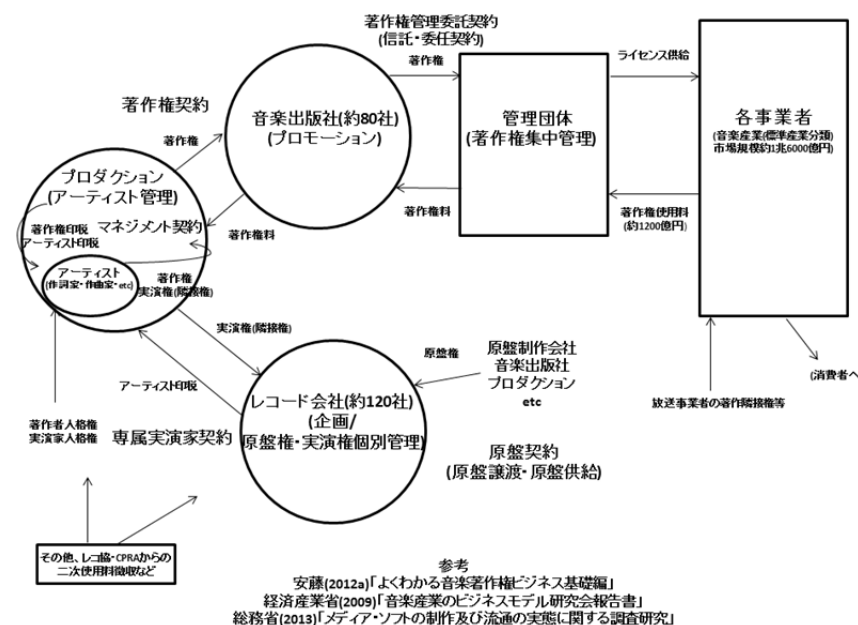 著作権管理委託契約
(信託・委任契約)
著作権
ライセンス供給
著作権契約
音楽出版社(約80社)
(プロモーション)
管理団体
(著作権集中管理)
各事業者
(音楽産業(標準産業分類)
市場規模約1兆6000億円)
著作権
プロダクション
(アーティスト管理)
著作権印税
アーティスト印税
マネジメント契約
著作権料
著作権料
著作権使用料
(約1200億円)
アーティスト
(作詞家・作曲家・etc)
著作権
実演権(隣接権)
実演権(隣接権)
原盤権
原盤制作会社
音楽出版社
プロダクション
etc
(消費者へ
アーティスト印税
レコード会社(約120社)
(企画/
原盤権・実演権個別管理)
放送事業者の著作隣接権等
著作者人格権
実演家人格権
専属実演家契約
原盤契約
(原盤譲渡・原盤供給)
その他、レコ協・CPRAからの
二次使用料徴収など
参考
安藤(2012a)「よくわかる音楽著作権ビジネス基礎編」
経済産業省(2009)「音楽産業のビジネスモデル研究会報告書」
総務省(2013)「メディア・ソフトの制作及び流通の実態に関する調査研究」